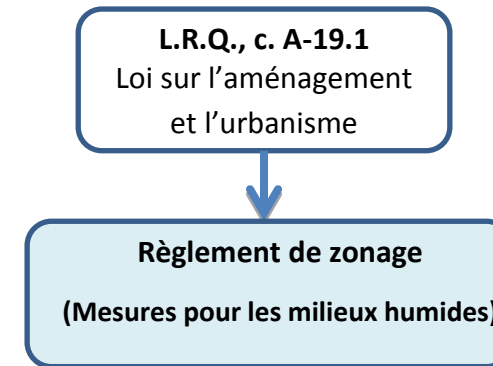 L.R.Q., c. A-19.1
Loi sur l’aménagement
et l’urbanisme
Règlement de zonage
(Mesures pour les milieux humides)